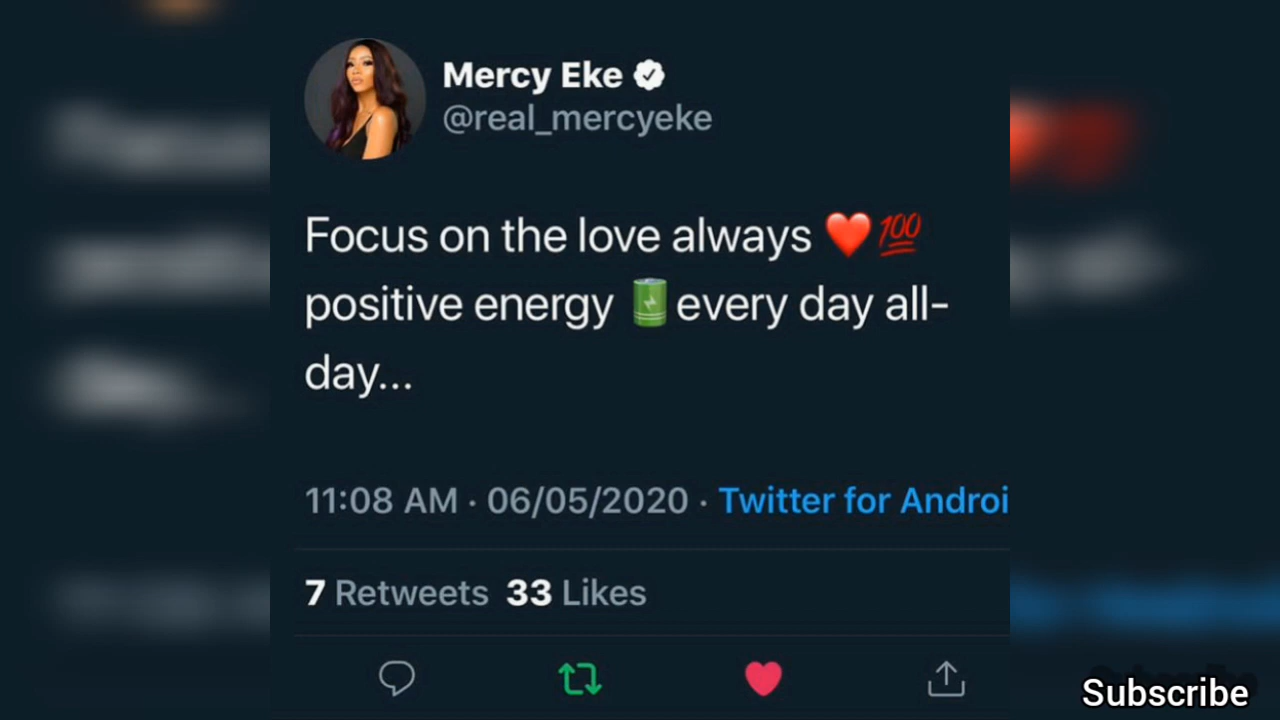 Mercy Eke
@real_mercyeke
Focus on the love always ❤️💯
positive energy 🔋every day all-
day...
11:08 AM · 06/05/2020 · Twitter for Androi
7 Retweets 33 Likes
Subscribe